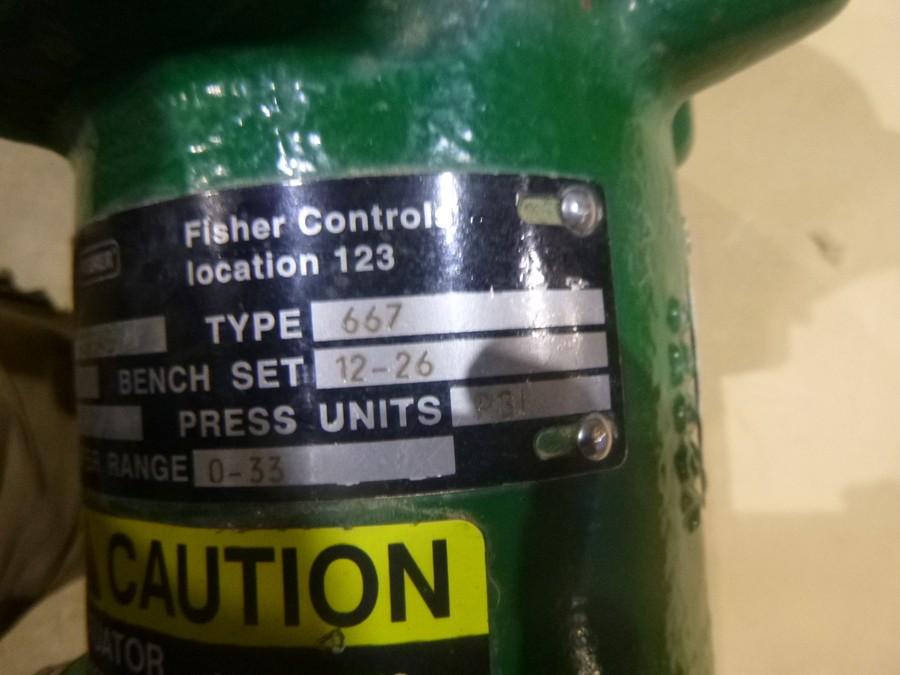 Fisher Controls
location 123
TYPE 667
BENCH SET 12-26
PRESS UNITS PSI
RANGE 0-33
CAUTION